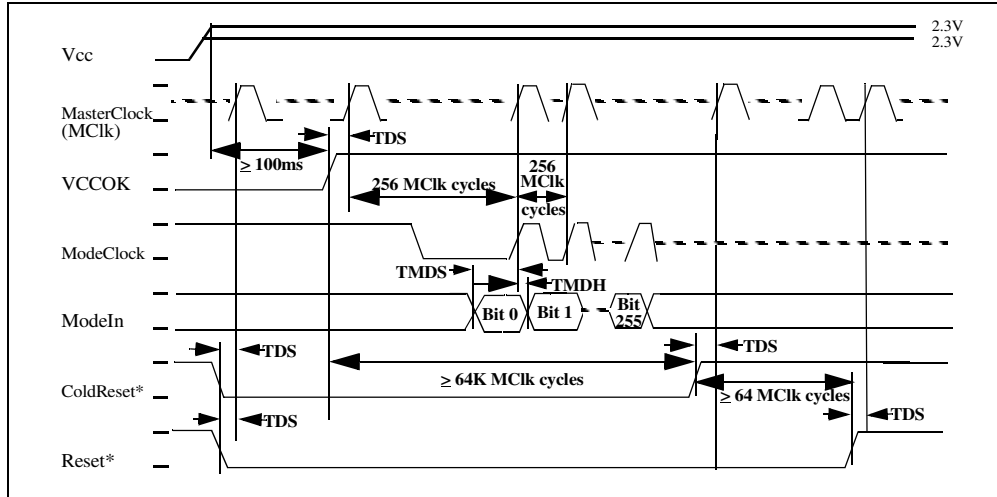 2.3V
2.3V
Vcc
MasterClock
(MClk)
TDS
≥ 100ms
VCCOK
256 MClk cycles
256
MClk
cycles
ModeClock
TMDS
TMDH
ModeIn
Bit 0
Bit 1
Bit
255
TDS
TDS
≥ 64K MClk cycles
ColdReset*
≥ 64 MClk cycles
TDS
TDS
Reset*